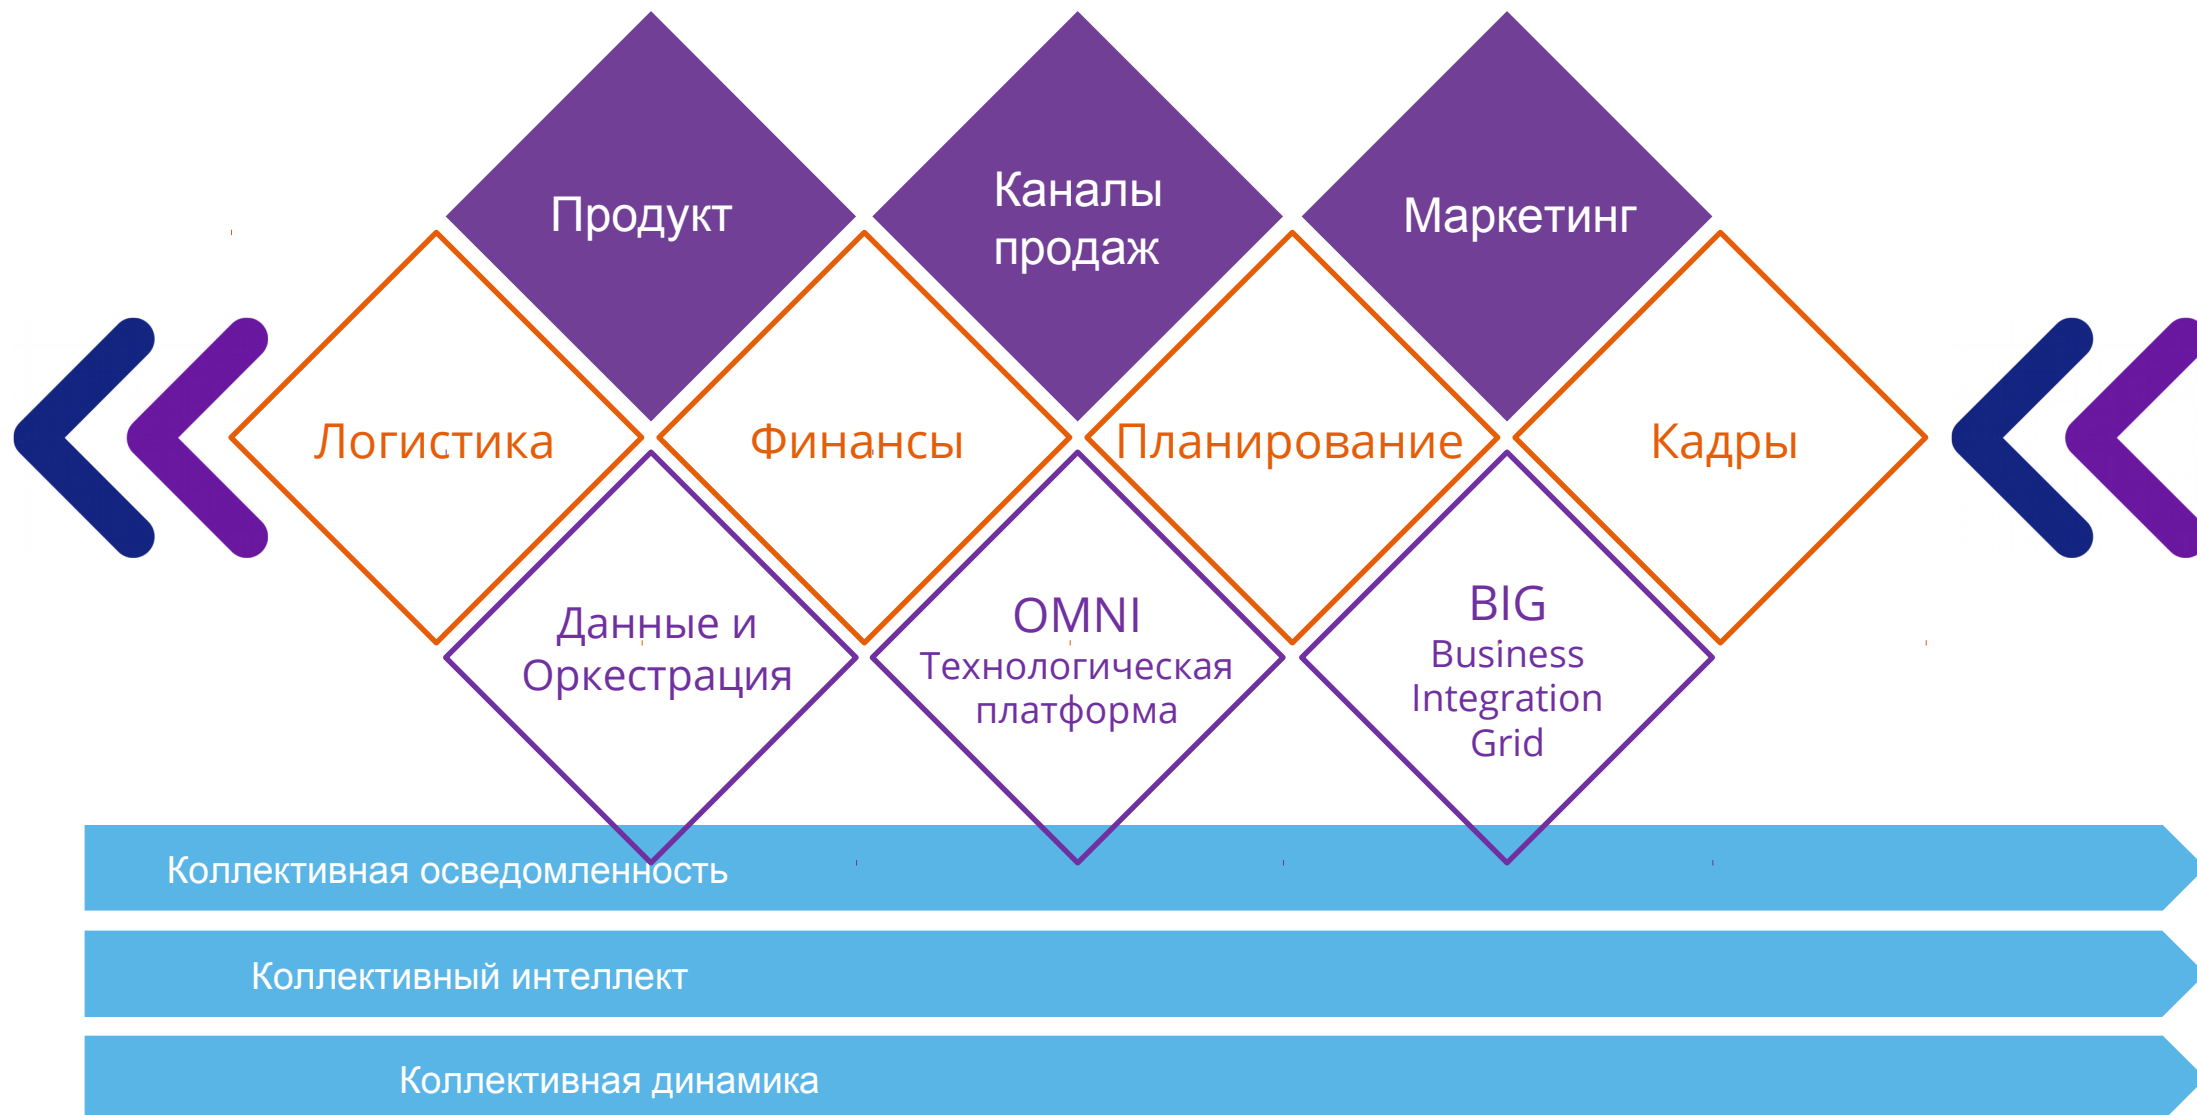 Продукт
Каналы
продаж
Маркетинг
Логистика
Финансы
Планирование
Кадры
Данные и
Оркестрация
OMNI
Технологическая
платформа
BIG
Business
Integration
Grid
Коллективная осведомленность
Коллективный интеллект
Коллективная динамика